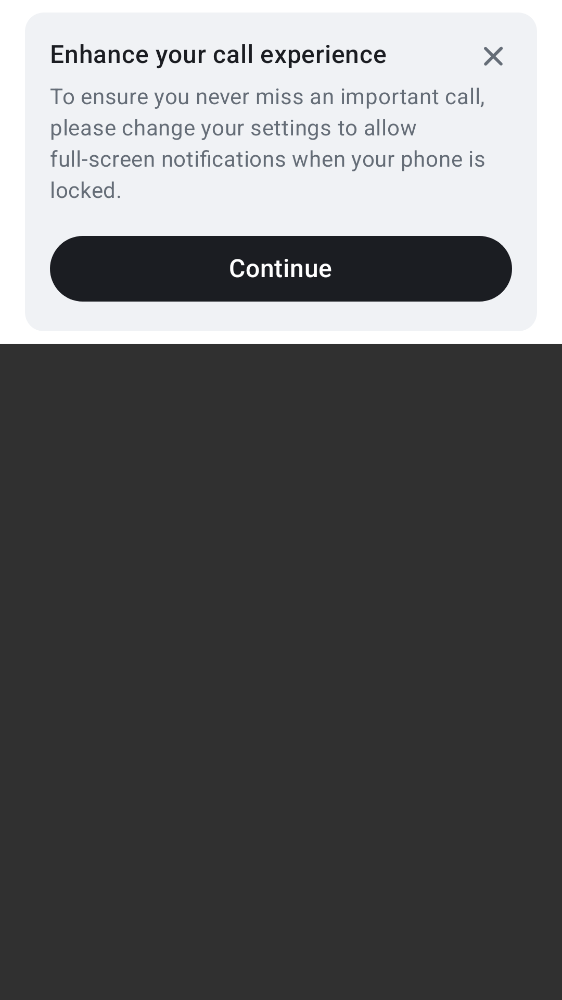 Enhance your call experience
To ensure you never miss an important call,
please change your settings to allow
full-screen notifications when your phone is
locked.
Continue